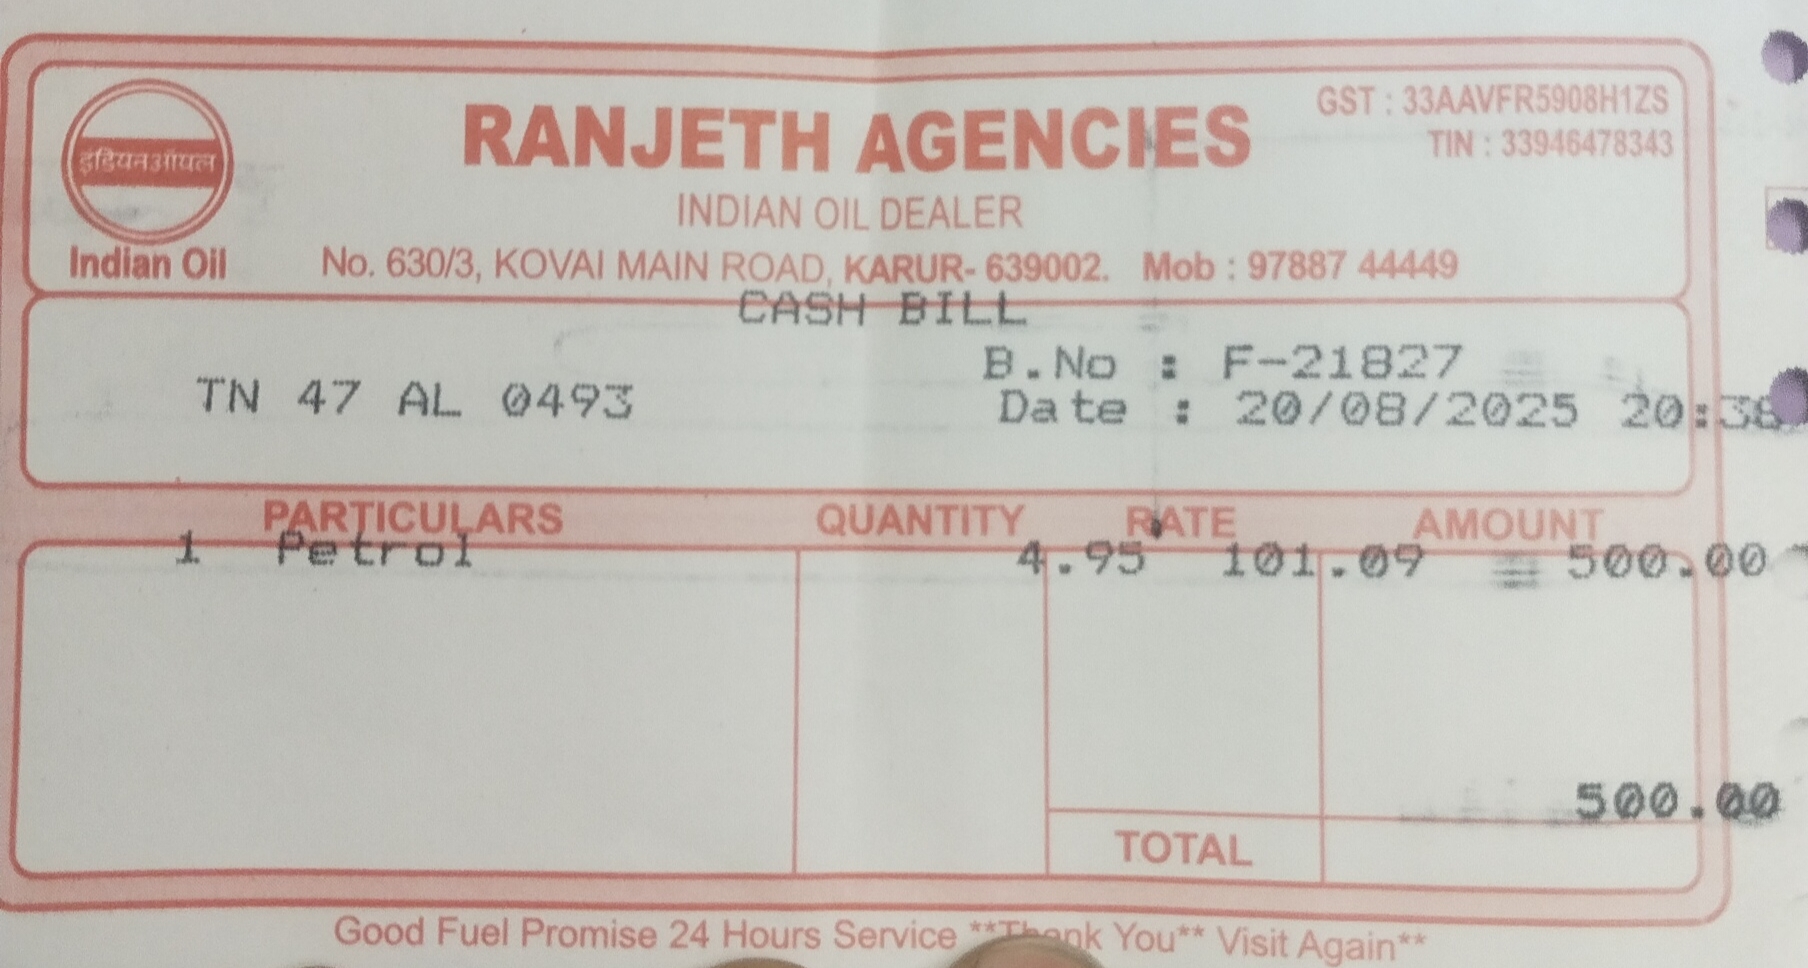 GST : 33AAVFR5908H1ZS
RANJETH AGENCIES
TIN : 33946478343
इंडियनऑयल
INDIAN OIL DEALER
Indian Oil
No. 630/3, KOVAI MAIN ROAD, KARUR- 639002. Mob : 97887 44449
CASH BILL
B.No : F-21827
TN 47 AL 0493
Date : 20/08/2025
PARTICULARS QUANTITY RATE AMOUNT
1 Petrol 4.95 101.09 500.00
500.00
TOTAL
Good Fuel Promise 24 Hours Service **Thank You** Visit Again**